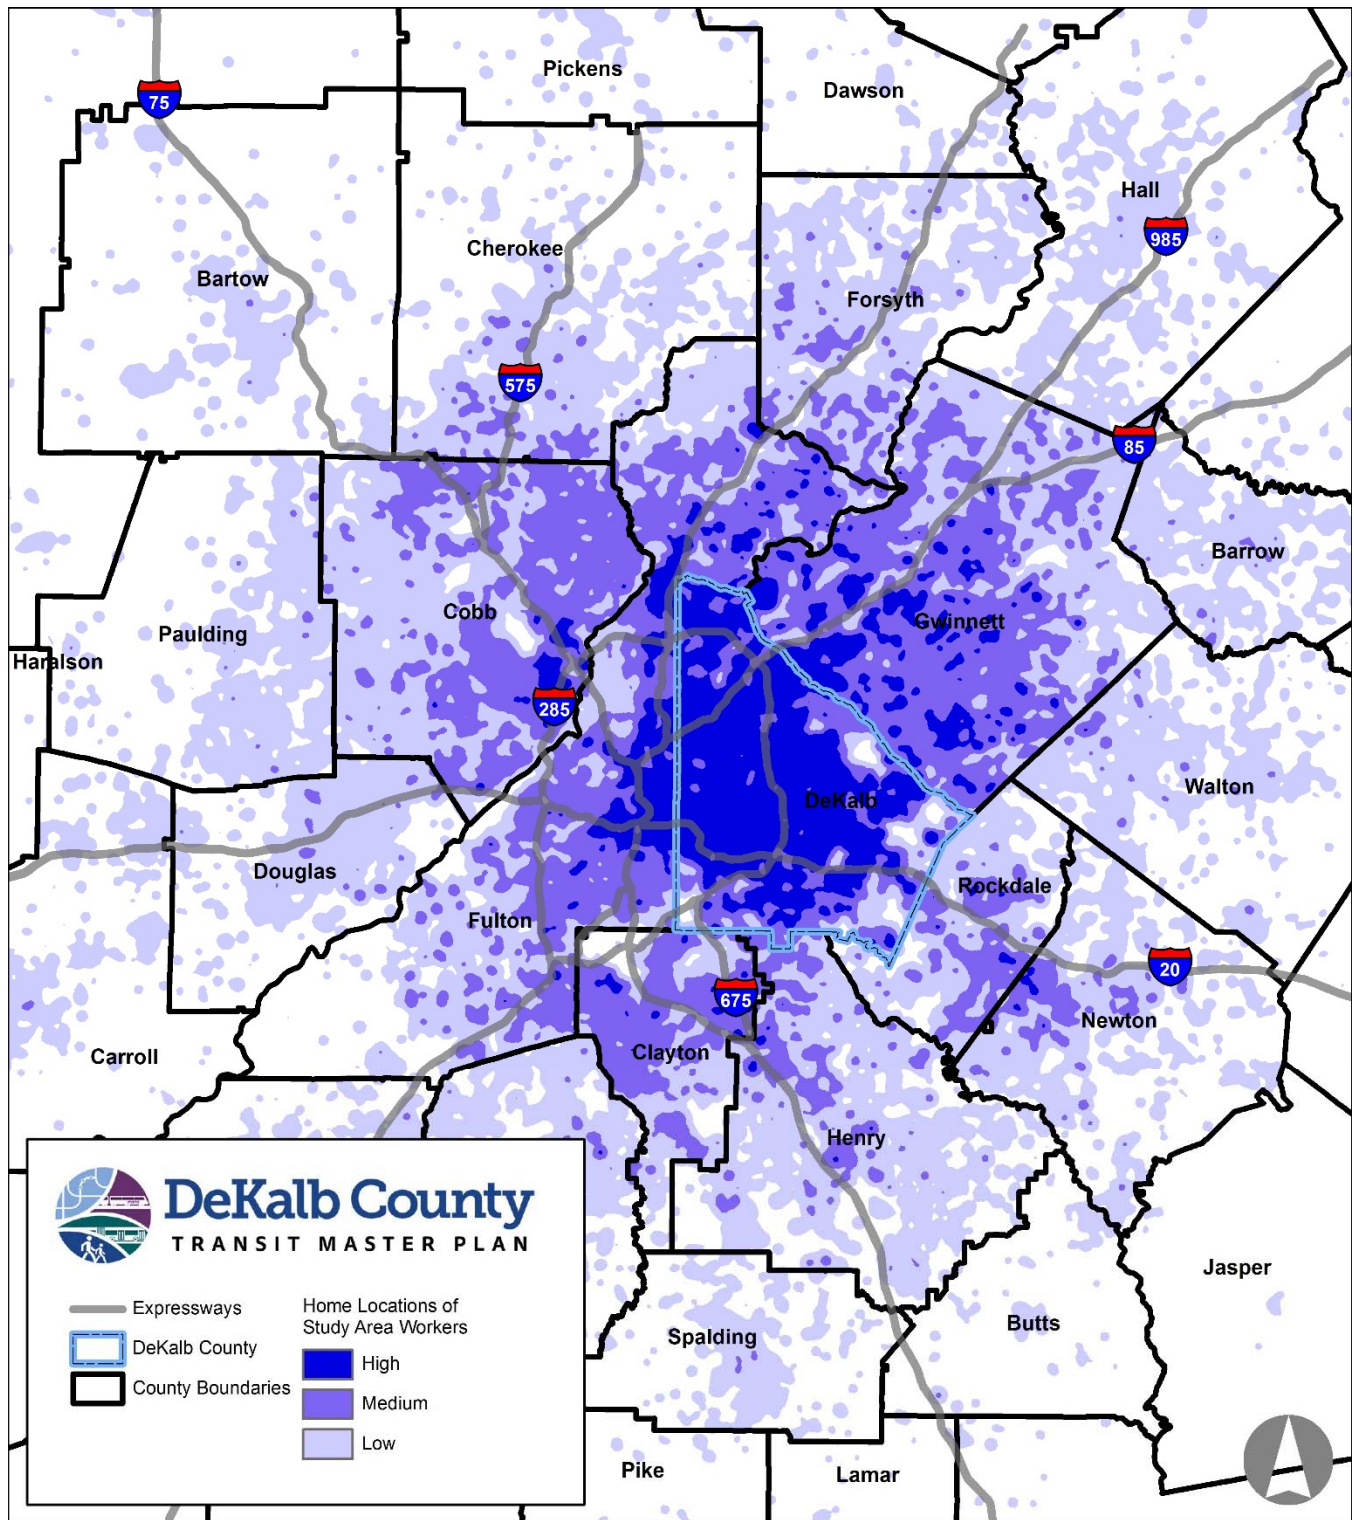 Pickens
Dawson
75
Hall
985
Cherokee
Bartow
Forsyth
575
85
Barrow
Cobb
Gwinnett
Paulding
Haralson
285
Walton
DeKalb
Douglas
Rockdale
Fulton
20
675
Newton
Clayton
Carroll
Henry
DeKalb County
TRANSIT MASTER PLAN
Jasper
Expressways
DeKalb County
County Boundaries
Home Locations of
Study Area Workers
High
Medium
Low
Butts
Spalding
Pike
Lamar